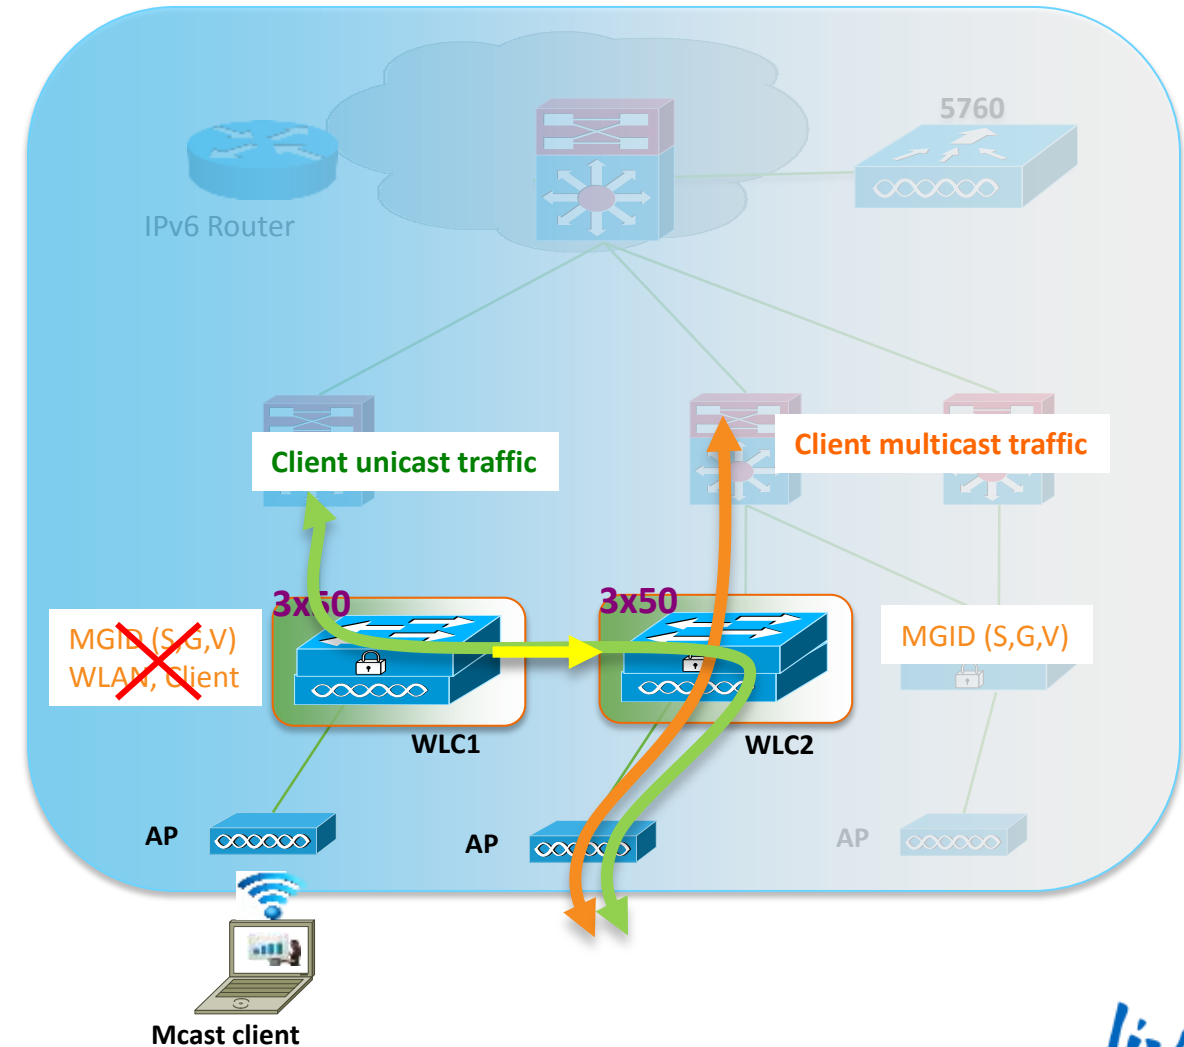 5760
IPv6 Router
Client unicast traffic
Client multicast traffic
3x50
3x50
MGID (S,G,V)
WLAN, Client
MGID (S,G,V)
WLC1
WLC2
AP
AP
AP
Mcast client